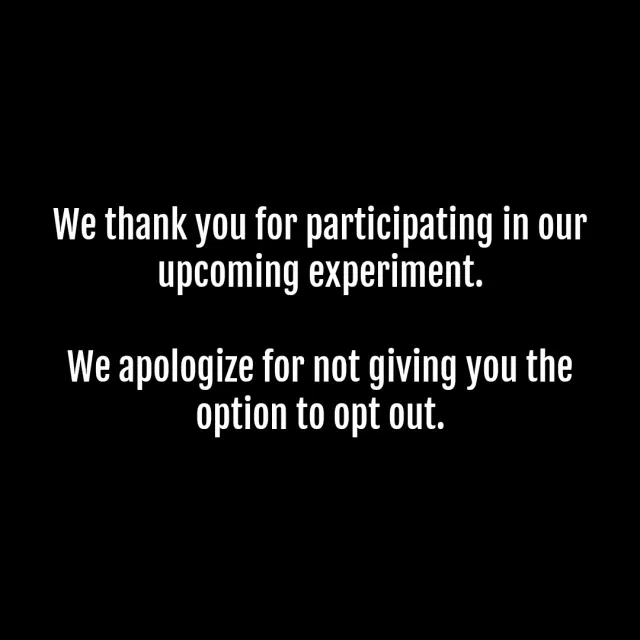 We thank you for participating in our
upcoming experiment.
We apologize for not giving you the
option to opt out.